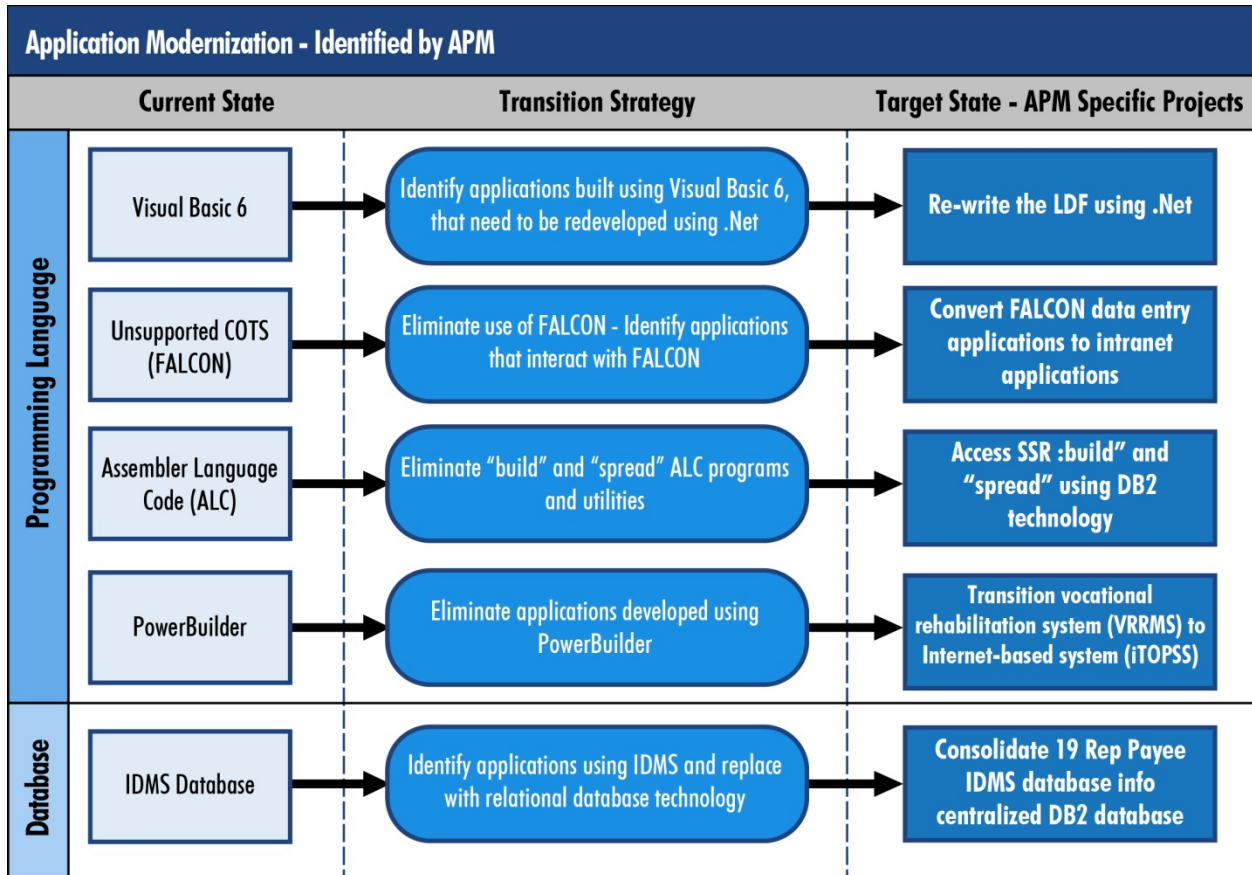 Application Modernization - Identified by APM
Current State
Transition Strategy
Target State - APM Specific Projects
Programming Language
Visual Basic 6
Identify applications built using Visual Basic 6,
that need to be redeveloped using .Net
Re-write the LDF using .Net
Unsupported COTS
(FALCON)
Eliminate use of FALCON - Identify applications
that interact with FALCON
Convert FALCON data entry
applications to intranet
applications
Assembler Language
Code (ALC)
Eliminate “build” and “spread” ALC programs
and utilities
Access SSR :build” and
“spread” using DB2
technology
PowerBuilder
Eliminate applications developed using
PowerBuilder
Transition vocational
rehabilitation system (VRRMS) to
Internet-based system (iTOPSS)
Database
IDMS Database
Identify applications using IDMS and replace
with relational database technology
Consolidate 19 Rep Payee
IDMS database info
centralized DB2 database